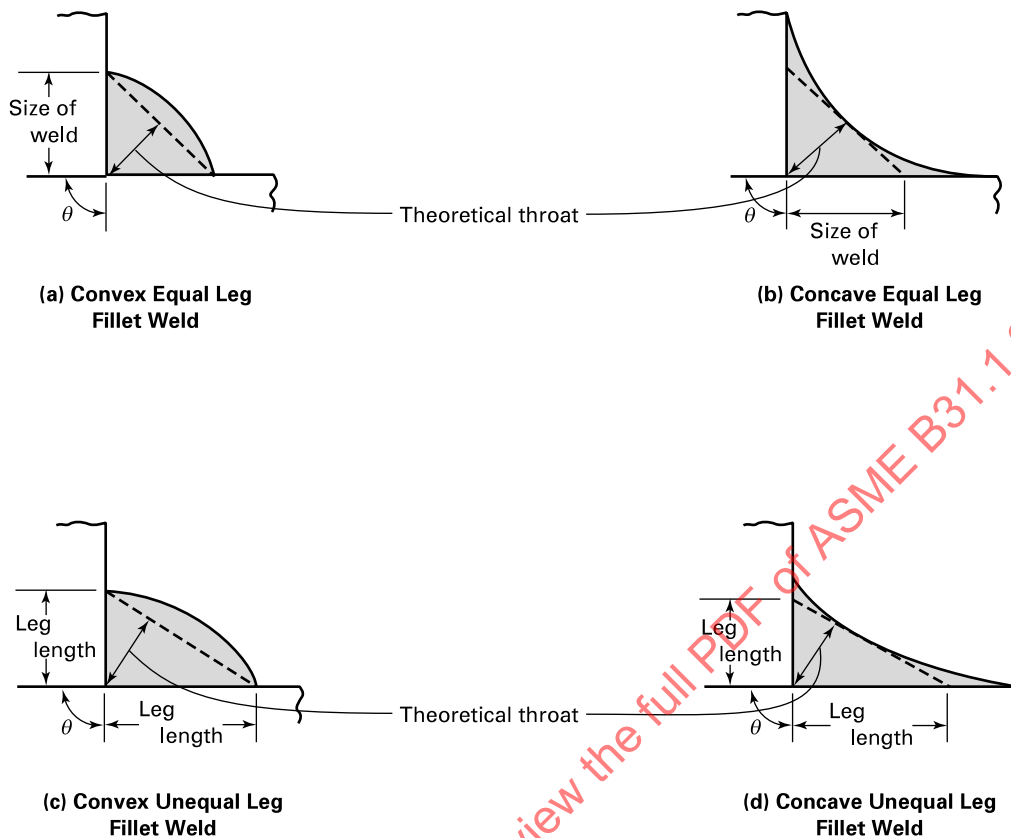 Size of
weld
θ
Theoretical throat
θ
Size of
weld
(a) Convex Equal Leg
Fillet Weld
(b) Concave Equal Leg
Fillet Weld
Leg
length
θ
Leg
length
Theoretical throat
Leg
length
θ
Leg
length
(c) Convex Unequal Leg
Fillet Weld
(d) Concave Unequal Leg
Fillet Weld
view the full PDF of ASME B31.1